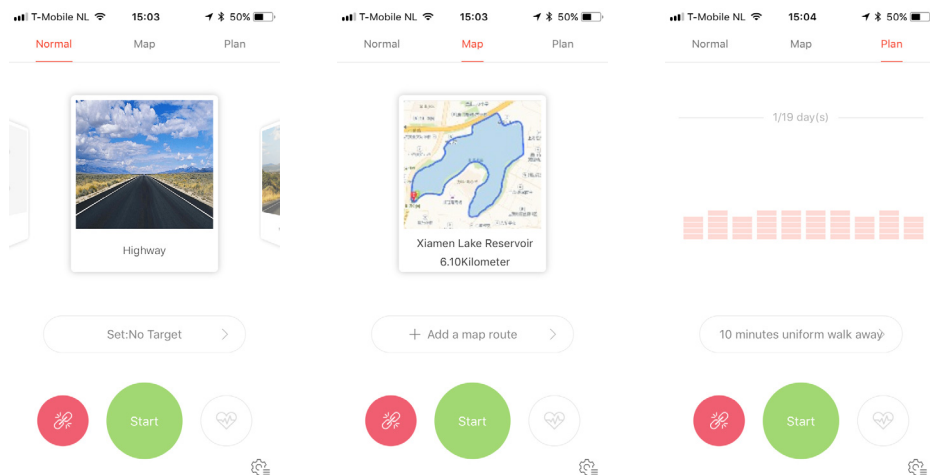 T-Mobile NL 15:03 50%
Normal Map Plan
Highway
Set:No Target
Start
T-Mobile NL 15:03 50%
Normal Map Plan
Xiamen Lake Reservoir
6.10Kilometer
+ Add a map route
Start
T-Mobile NL 15:04 50%
Normal Map Plan
1/19 day(s)
10 minutes uniform walk away
Start